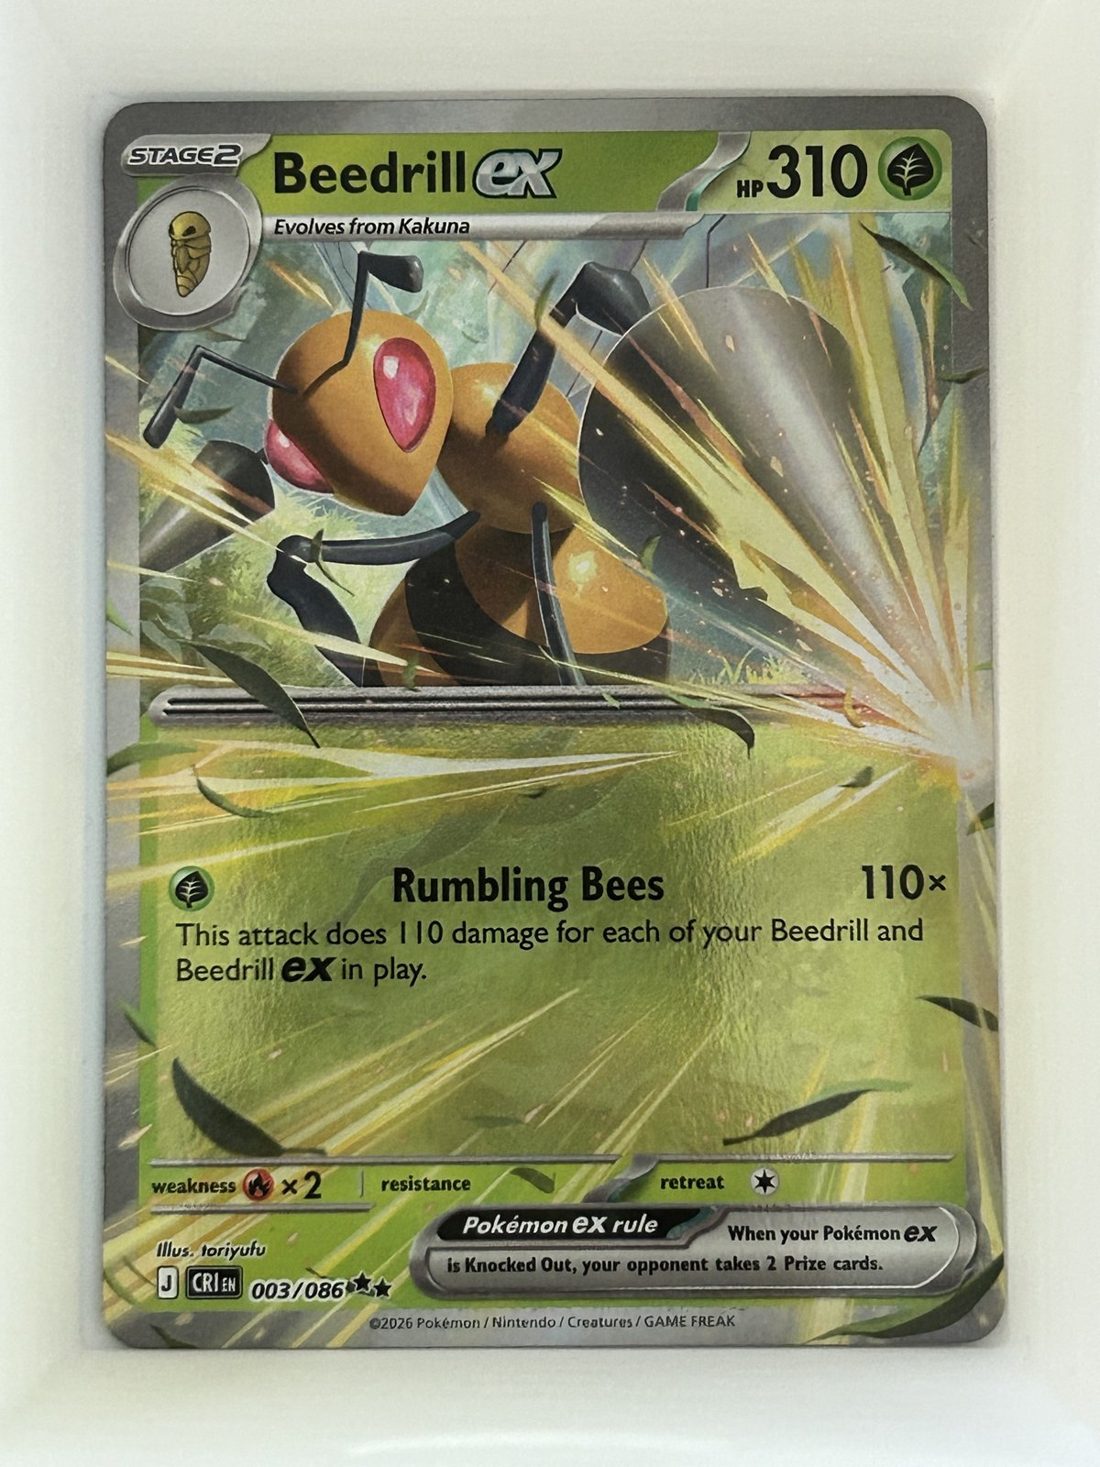 STAGE2
Beedrill ex
HP 310
Evolves from Kakuna
Rumbling Bees 110×
This attack does 110 damage for each of your Beedrill and
Beedrill ex in play.
weakness ×2 resistance retreat
Pokémon ex rule
When your Pokémon ex
is Knocked Out, your opponent takes 2 Prize cards.
Illus. toriyufu
J CRI EN 003/086
©2026 Pokémon / Nintendo / Creatures / GAME FREAK